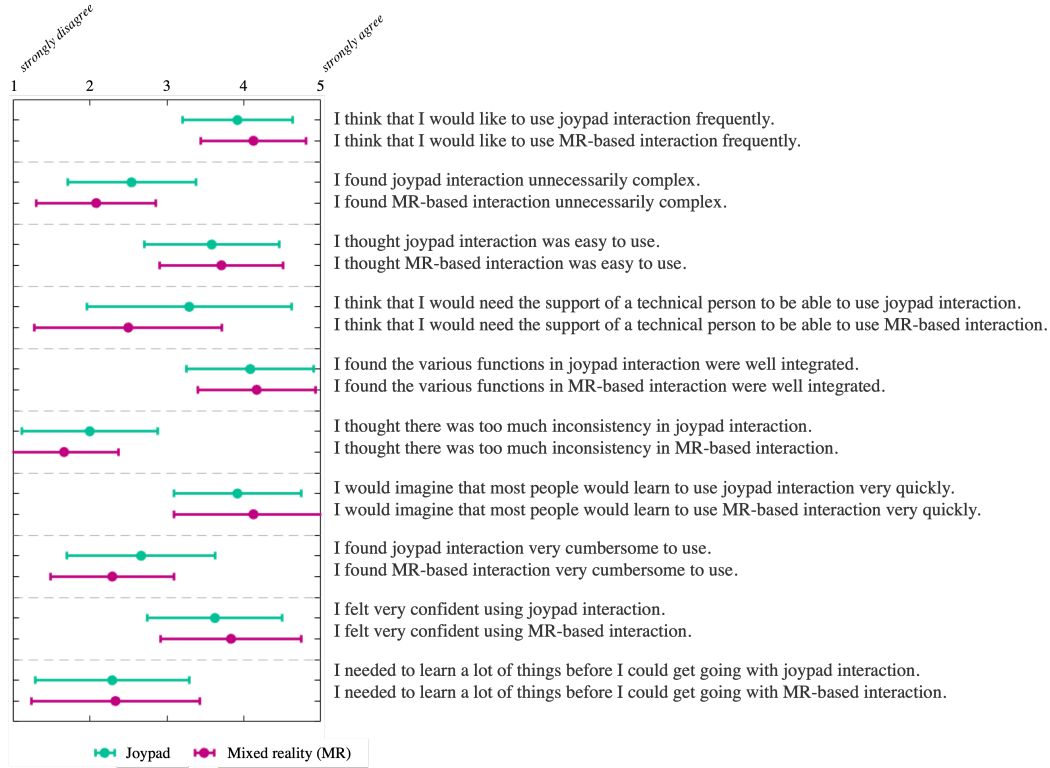 strongly disagree
strongly agree
1 2 3 4 5
I think that I would like to use joypad interaction frequently.
I think that I would like to use MR-based interaction frequently.
I found joypad interaction unnecessarily complex.
I found MR-based interaction unnecessarily complex.
I thought joypad interaction was easy to use.
I thought MR-based interaction was easy to use.
I think that I would need the support of a technical person to be able to use joypad interaction.
I think that I would need the support of a technical person to be able to use MR-based interaction.
I found the various functions in joypad interaction were well integrated.
I found the various functions in MR-based interaction were well integrated.
I thought there was too much inconsistency in joypad interaction.
I thought there was too much inconsistency in MR-based interaction.
I would imagine that most people would learn to use joypad interaction very quickly.
I would imagine that most people would learn to use MR-based interaction very quickly.
I found joypad interaction very cumbersome to use.
I found MR-based interaction very cumbersome to use.
I felt very confident using joypad interaction.
I felt very confident using MR-based interaction.
I needed to learn a lot of things before I could get going with joypad interaction.
I needed to learn a lot of things before I could get going with MR-based interaction.
Joypad Mixed reality (MR)